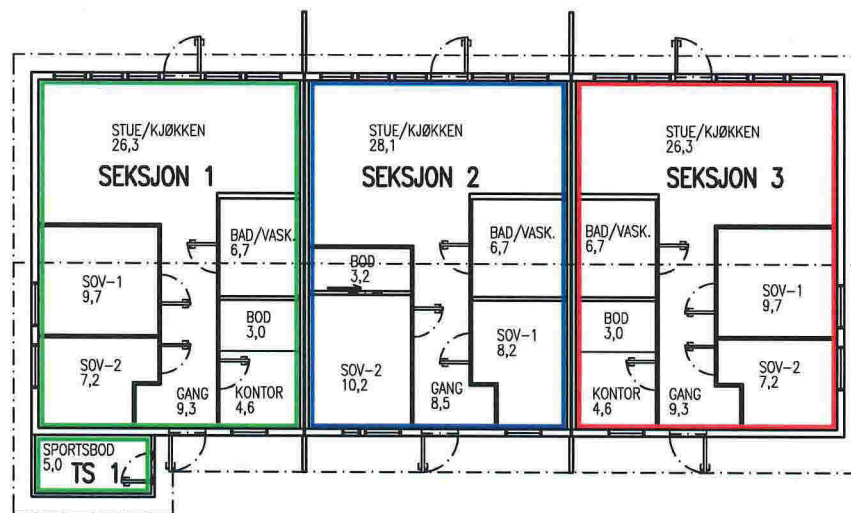 STUE/KJØKKEN
26,3
SEKSJON 1
BAD/VASK.
6,7
SOV-1
9,7
BOD
3,0
SOV-2
7,2
GANG
9,3
KONTOR
4,6
SPORTSBOD
5,0
TS 1
STUE/KJØKKEN
28,1
SEKSJON 2
BAD/VASK.
6,7
BOD
3,2
SOV-1
8,2
SOV-2
10,2
GANG
8,5
STUE/KJØKKEN
26,3
SEKSJON 3
BAD/VASK.
6,7
SOV-1
9,7
BOD
3,0
SOV-2
7,2
KONTOR
4,6
GANG
9,3